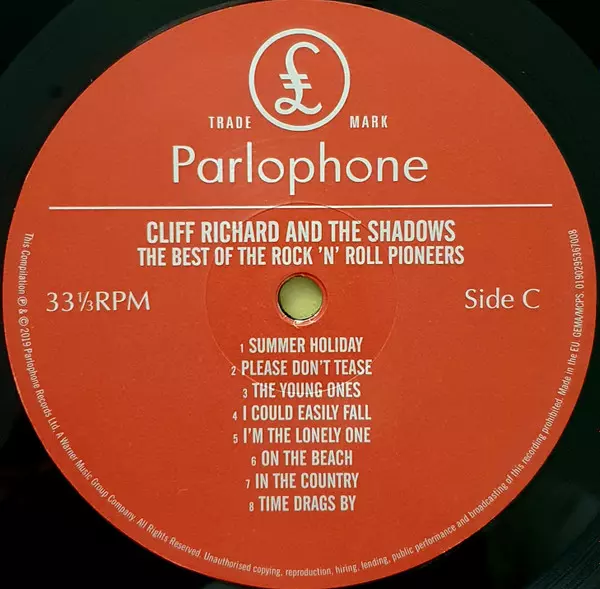 £
TRADE MARK
Parlophone
CLIFF RICHARD AND THE SHADOWS
THE BEST OF THE ROCK 'N' ROLL PIONEERS
33⅓RPM
Side C
1 SUMMER HOLIDAY
2 PLEASE DON'T TEASE
3 THE YOUNG ONES
4 I COULD EASILY FALL
5 I'M THE LONELY ONE
6 ON THE BEACH
7 IN THE COUNTRY
8 TIME DRAGS BY
This Compilation ℗ & © 2019 Parlophone Records Ltd. A Warner Music Group Company. All Rights Reserved. Unauthorised copying, reproduction, hiring, lending, public performance and broadcasting of this recording prohibited. Made in the EU. GEMA/MCPS. 0190295367008